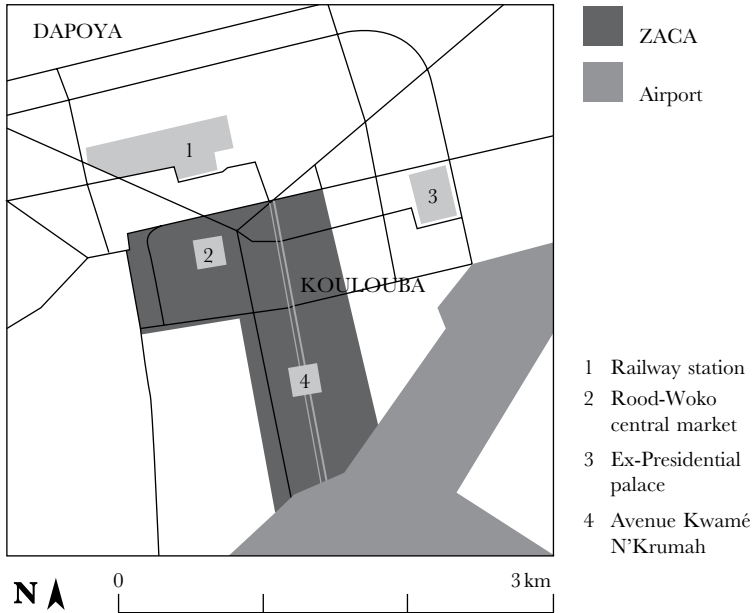 DAPOYA
1
3
2
KOULOUBA
4
ZACA
Airport
1 Railway station
2 Rood-Woko
central market
3 Ex-Presidential
palace
4 Avenue Kwamé
N'Krumah
N
0 3 km